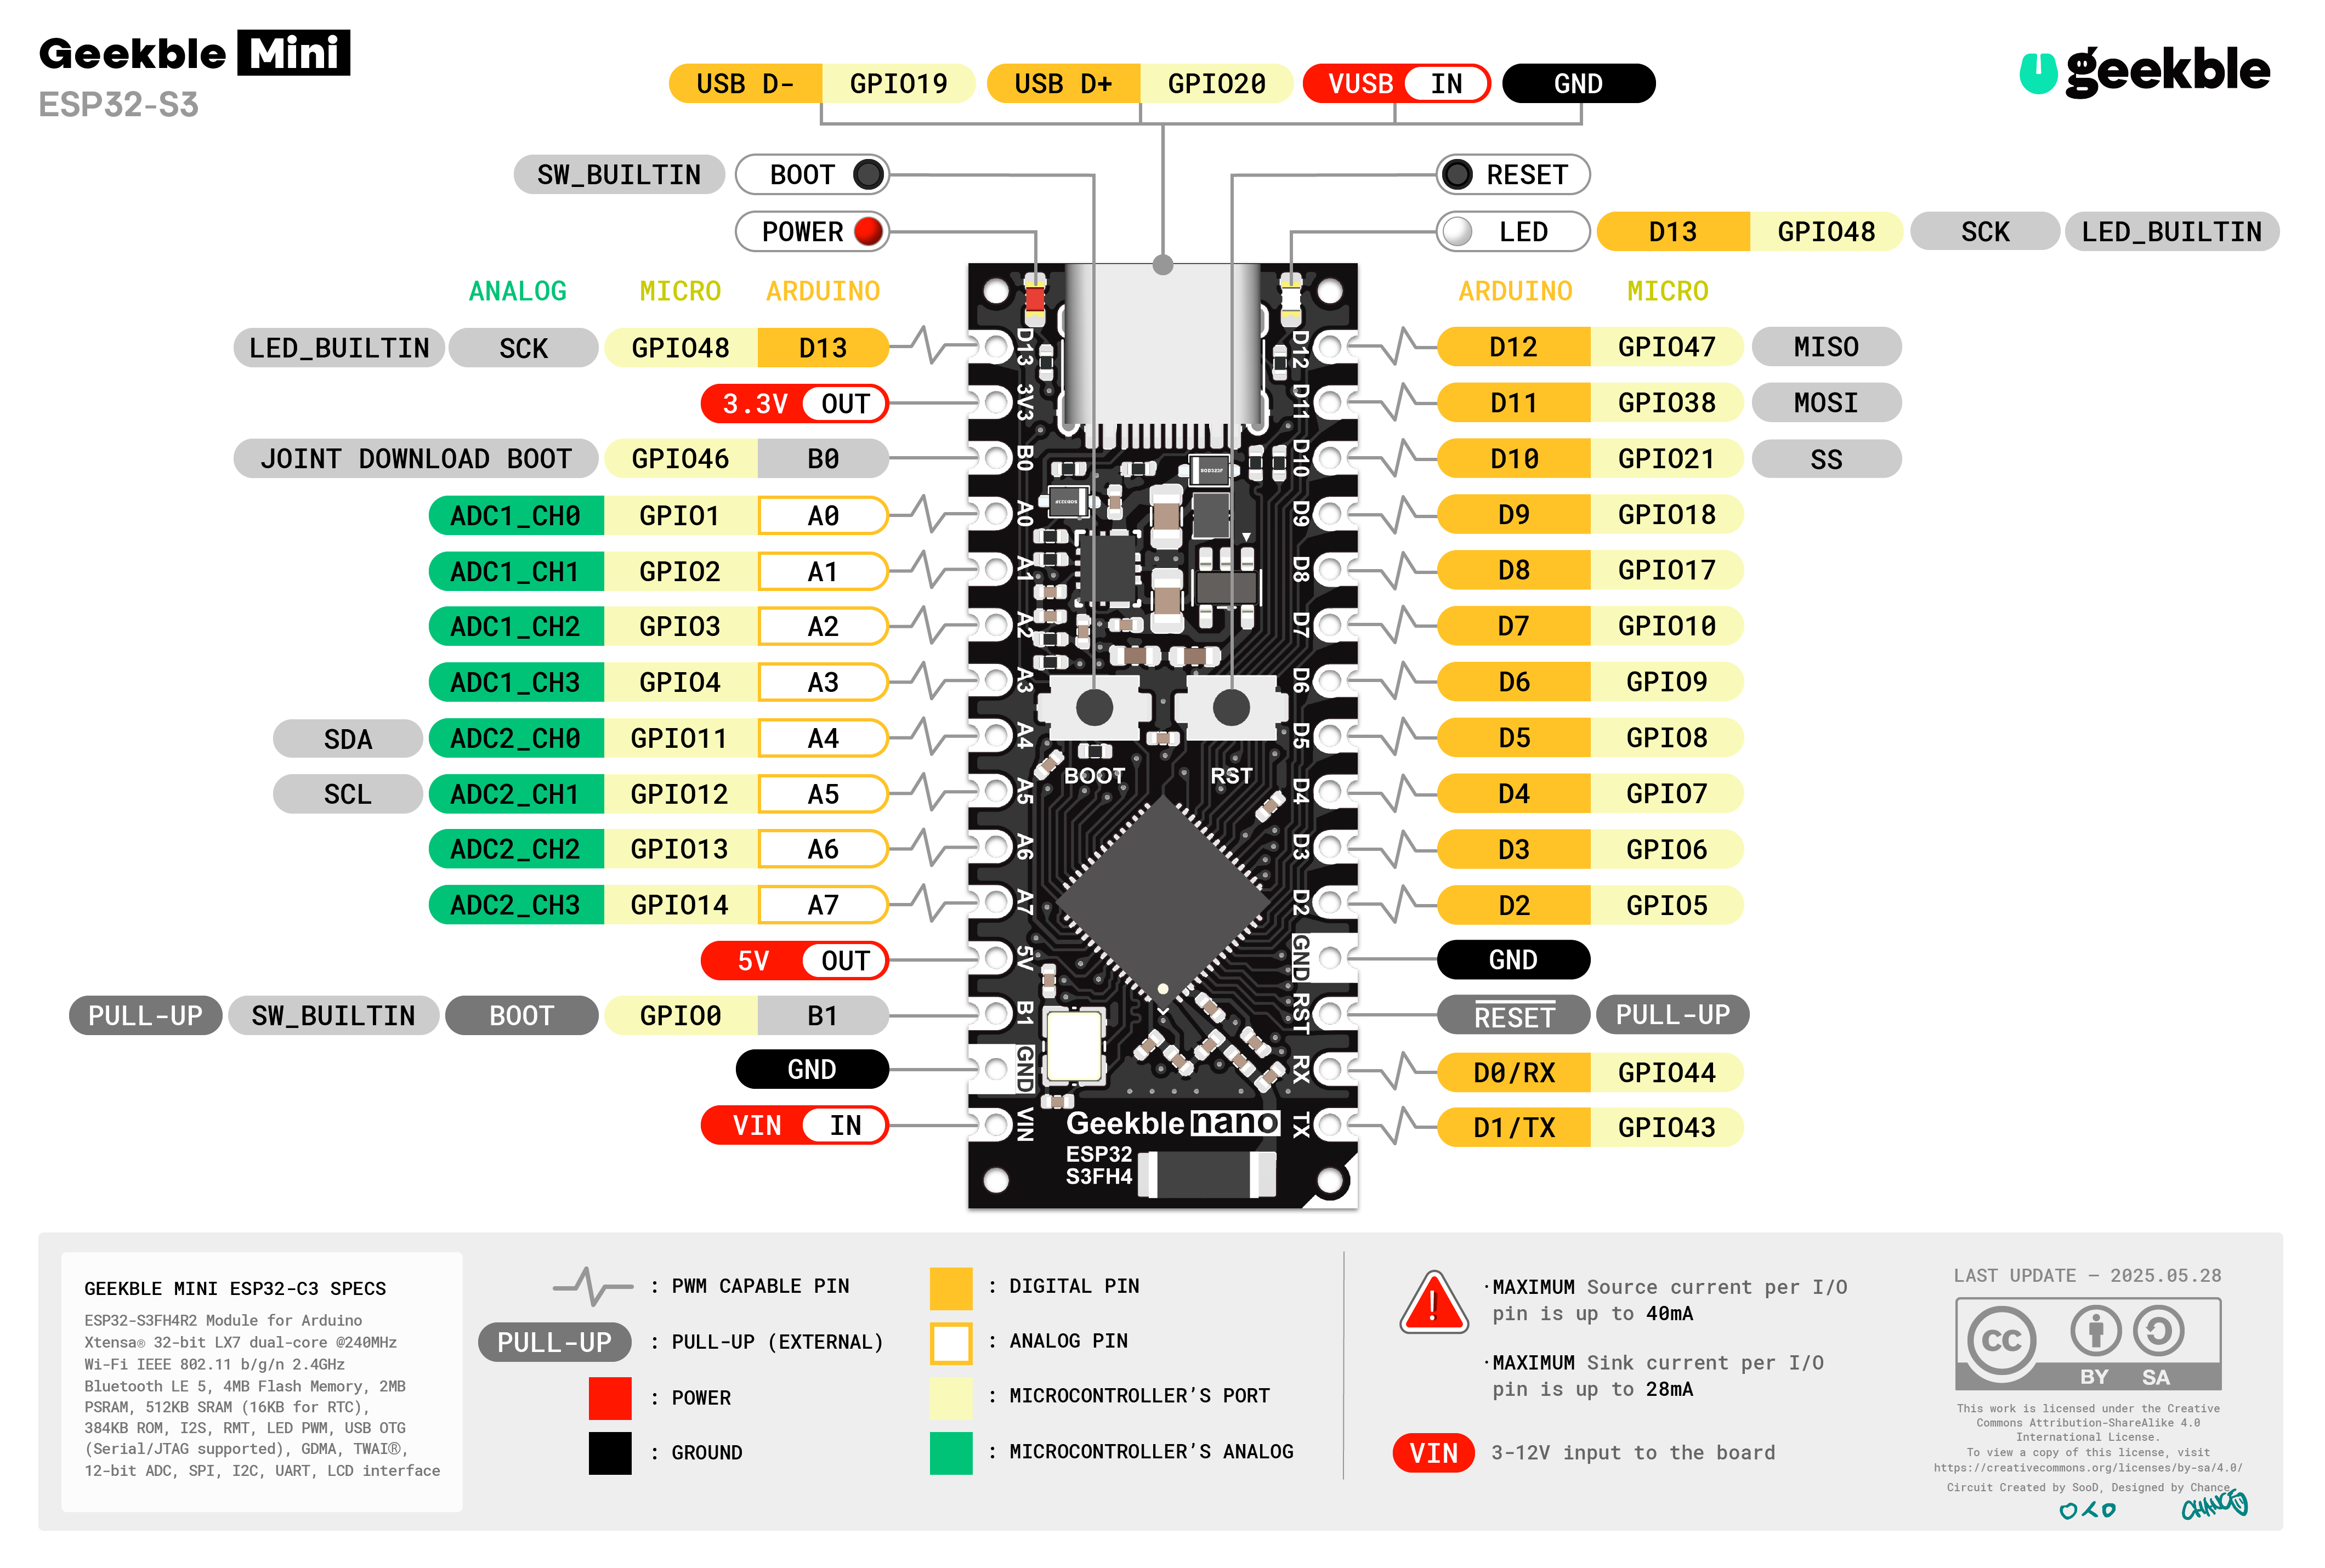 Geekble Mini
ESP32-S3
geekble
USB D- GPIO19 USB D+ GPIO20 VUSB IN GND
SW_BUILTIN BOOT
POWER
RESET
LED D13 GPIO48 SCK LED_BUILTIN
ANALOG MICRO ARDUINO
LED_BUILTIN SCK GPIO48 D13
3.3V OUT
JOINT DOWNLOAD BOOT GPIO46 B0
ADC1_CH0 GPIO1 A0
ADC1_CH1 GPIO2 A1
ADC1_CH2 GPIO3 A2
ADC1_CH3 GPIO4 A3
SDA ADC2_CH0 GPIO11 A4
SCL ADC2_CH1 GPIO12 A5
ADC2_CH2 GPIO13 A6
ADC2_CH3 GPIO14 A7
5V OUT
PULL-UP SW_BUILTIN BOOT GPIO0 B1
GND
VIN IN
D13
3V3
B0
A0
A1
A2
A3
A4
A5
A6
A7
5V
B1
GND
VIN
BOOT RST
Geekble nano
ESP32
S3FH4
D12
D11
D10
D9
D8
D7
D6
D5
D4
D3
D2
GND
RST
RX
TX
ARDUINO MICRO
D12 GPIO47 MISO
D11 GPIO38 MOSI
D10 GPIO21 SS
D9 GPIO18
D8 GPIO17
D7 GPIO10
D6 GPIO9
D5 GPIO8
D4 GPIO7
D3 GPIO6
D2 GPIO5
GND
RESET PULL-UP
D0/RX GPIO44
D1/TX GPIO43
GEEKBLE MINI ESP32-C3 SPECS
ESP32-S3FH4R2 Module for Arduino
Xtensa® 32-bit LX7 dual-core @240MHz
Wi-Fi IEEE 802.11 b/g/n 2.4GHz
Bluetooth LE 5, 4MB Flash Memory, 2MB
PSRAM, 512KB SRAM (16KB for RTC),
384KB ROM, I2S, RMT, LED PWM, USB OTG
(Serial/JTAG supported), GDMA, TWAI®,
12-bit ADC, SPI, I2C, UART, LCD interface
: PWM CAPABLE PIN
PULL-UP : PULL-UP (EXTERNAL)
: POWER
: GROUND
: DIGITAL PIN
: ANALOG PIN
: MICROCONTROLLER'S PORT
: MICROCONTROLLER'S ANALOG
·MAXIMUM Source current per I/O
pin is up to 40mA
·MAXIMUM Sink current per I/O
pin is up to 28mA
VIN 3-12V input to the board
LAST UPDATE – 2025.05.28
cc BY SA
This work is licensed under the Creative
Commons Attribution-ShareAlike 4.0
International License.
To view a copy of this license, visit
https://creativecommons.org/licenses/by-sa/4.0/
Circuit Created by SooD, Designed by Chance
CHANCE